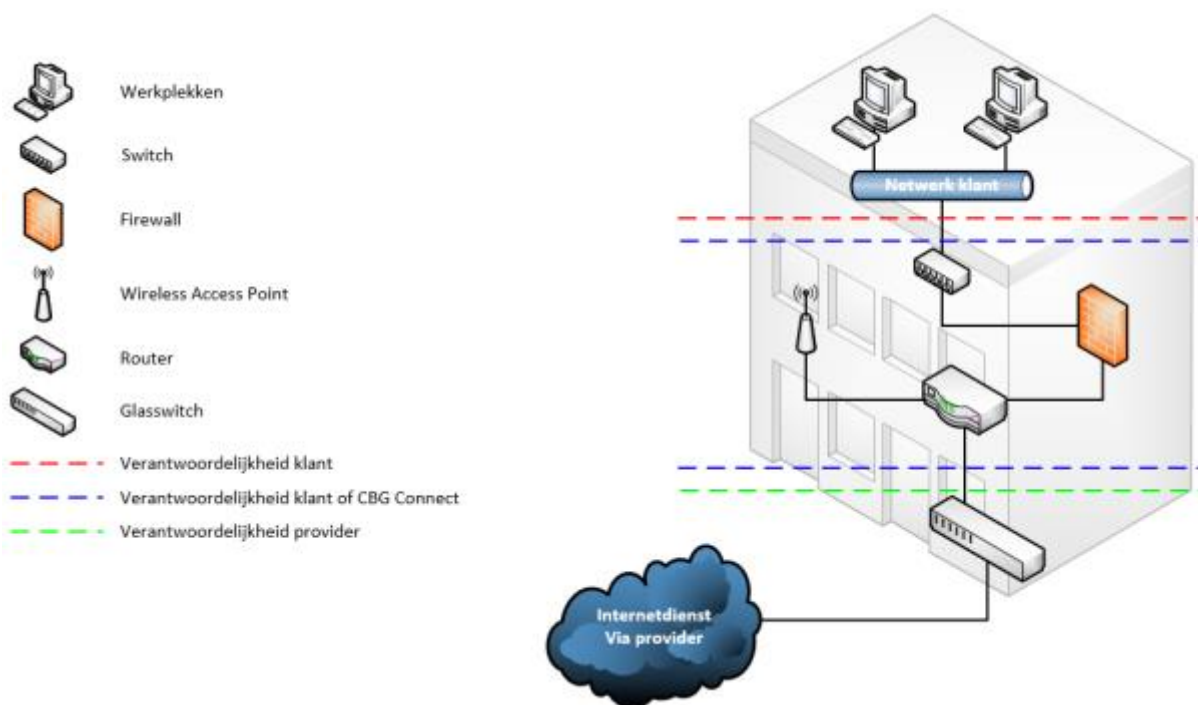 Werkplekken
Switch
Firewall
Wireless Access Point
Router
Glasswitch
Verantwoordelijkheid klant
Verantwoordelijkheid klant of CBG Connect
Verantwoordelijkheid provider
Netwerk klant
Internetdienst
Via provider